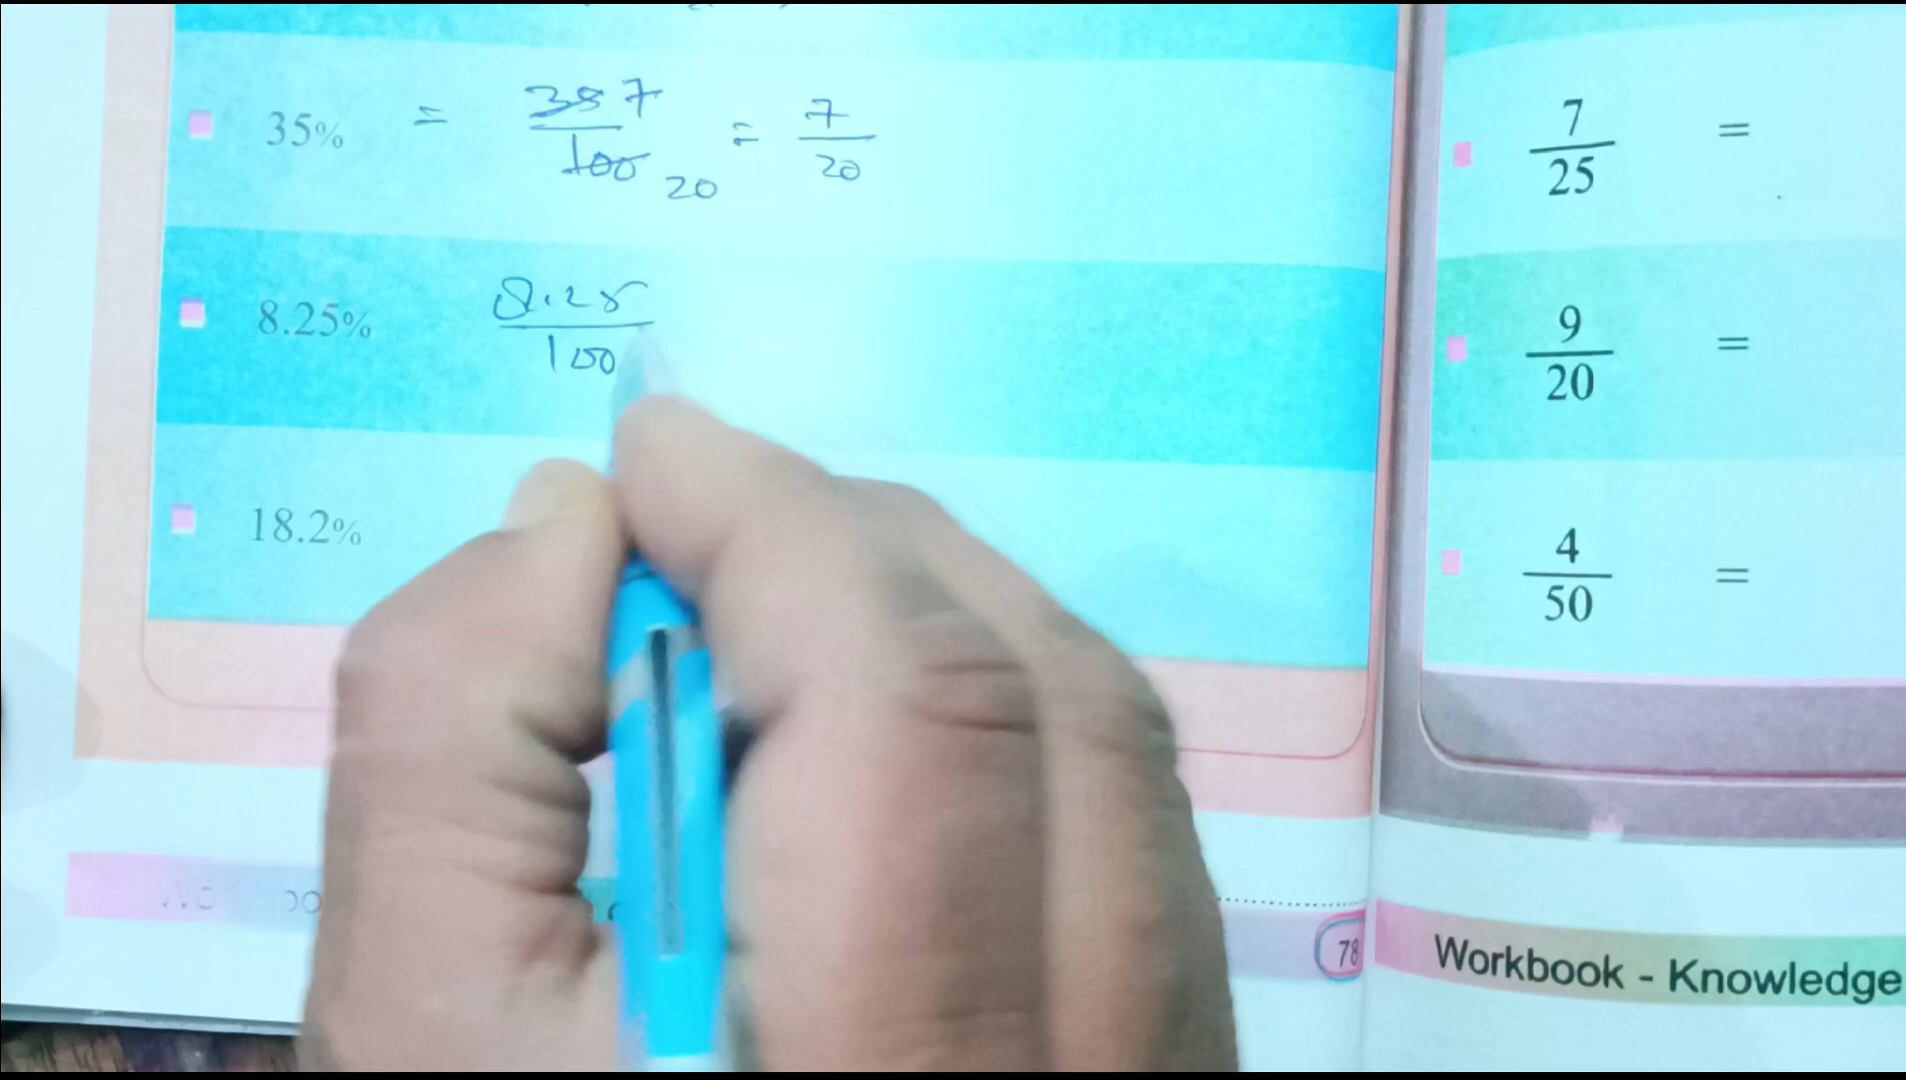 35% = 35 7 / 100 20 = 7 / 20
8.25% 8.25 / 100
18.2%
7 / 25 =
9 / 20 =
4 / 50 =
78
Workbook - Knowledge